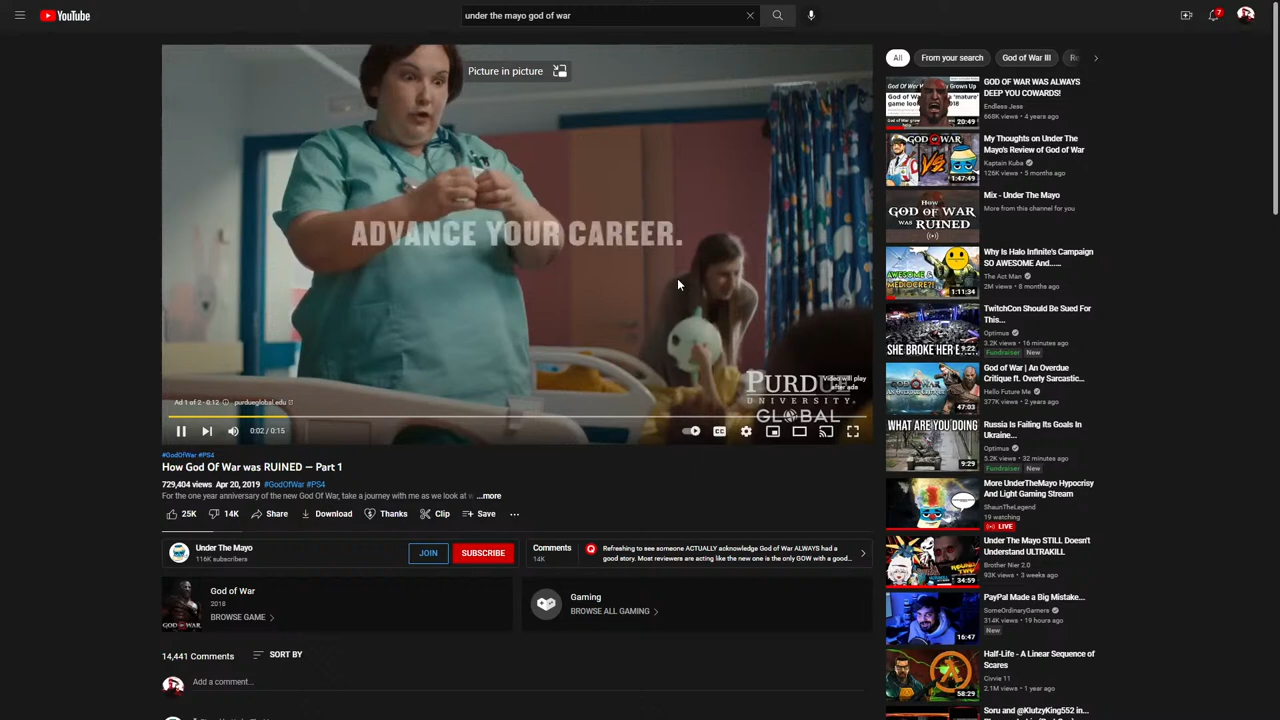 YouTube
under the mayo god of war
7
Picture in picture
ADVANCE YOUR CAREER.
PURDUE
UNIVERSITY
GLOBAL
Video will play
after ads
Ad 1 of 2 · 0:12 purdueglobal.edu
0:02 / 0:15
CC
#GodOfWar #PS4
How God Of War was RUINED — Part 1
729,404 views Apr 20, 2019 #GodOfWar #PS4
For the one year anniversary of the new God Of War, take a journey with me as we look at w ...more
25K 14K Share Download Thanks Clip Save
Under The Mayo
116K subscribers
JOIN
SUBSCRIBE
Comments
14K
Refreshing to see someone ACTUALLY acknowledge God of War ALWAYS had a
good story. Most reviewers are acting like the new one is the only GOW with a good...
God of War
2018
BROWSE GAME
GOD WAR
Gaming
BROWSE ALL GAMING
14,441 Comments
SORT BY
Add a comment...
All
From your search
God of War III
Re
20:49
GOD OF WAR WAS ALWAYS
DEEP YOU COWARDS!
Endless Jess
668K views • 4 years ago
GOD WAR
VS
1:47:49
My Thoughts on Under The
Mayo's Review of God of War
Kaptain Kuba
126K views • 5 months ago
HOW
GOD OF WAR
WAS RUINED
Mix - Under The Mayo
More from this channel for you
AWESOME &
MEDIOCRE?!
1:11:34
Why Is Halo Infinite's Campaign
SO AWESOME And......
The Act Man
2M views • 8 months ago
SHE BROKE HER
9:22
TwitchCon Should Be Sued For
This...
Optimus
3.2K views • 16 minutes ago
Fundraiser New
47:03
God of War | An Overdue
Critique ft. Overly Sarcastic...
Hello Future Me
377K views • 2 years ago
WHAT ARE YOU DOING
9:29
Russia Is Failing Its Goals In
Ukraine...
Optimus
5.2K views • 32 minutes ago
Fundraiser New
More UnderTheMayo Hypocrisy
And Light Gaming Stream
ShaunTheLegend
19 watching
LIVE
34:59
Under The Mayo STILL Doesn't
Understand ULTRAKILL
Brother Nier 2.0
93K views • 3 weeks ago
16:47
PayPal Made a Big Mistake...
SomeOrdinaryGamers
314K views • 19 hours ago
New
58:29
Half-Life - A Linear Sequence of
Scares
Civvie 11
2.1M views • 1 year ago
Soru and @KlutzyKing552 in...